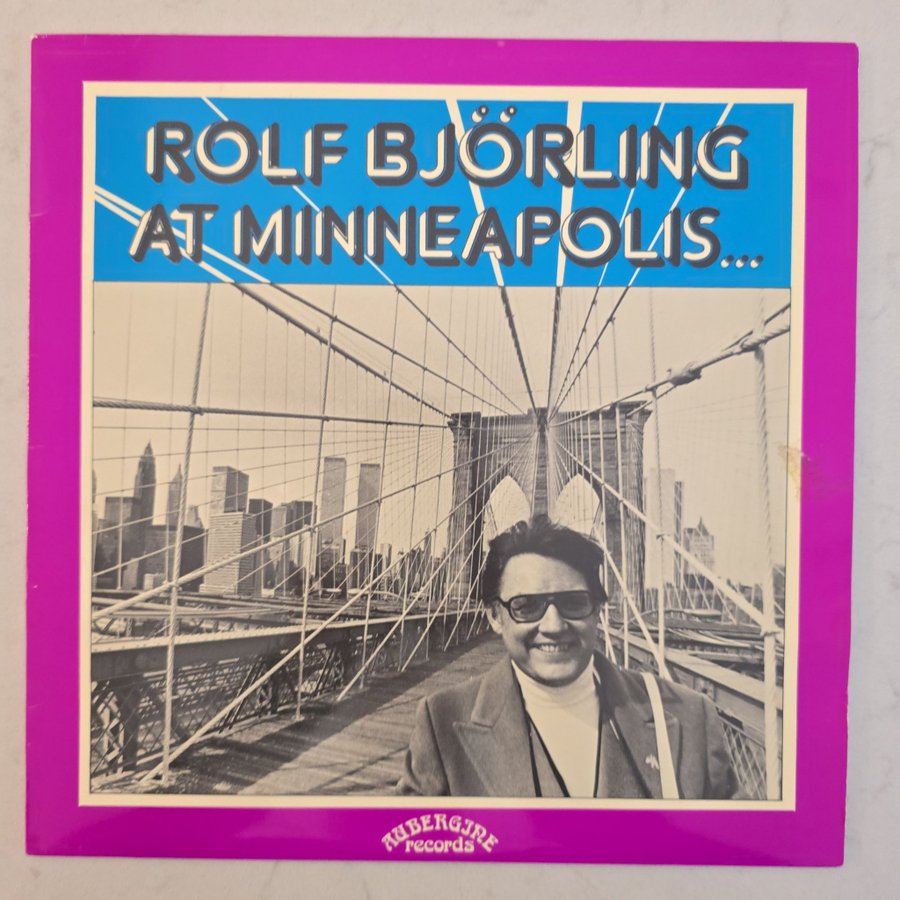 ROLF BJÖRLING
AT MINNEAPOLIS...
AUBERGINE
records